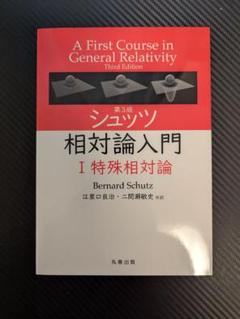 A First Course in
General Relativity
Third Edition
第3版
シュッツ
相対論入門
I 特殊相対論
Bernard Schutz
江里口良治・二間瀬敏史 共訳
丸善出版